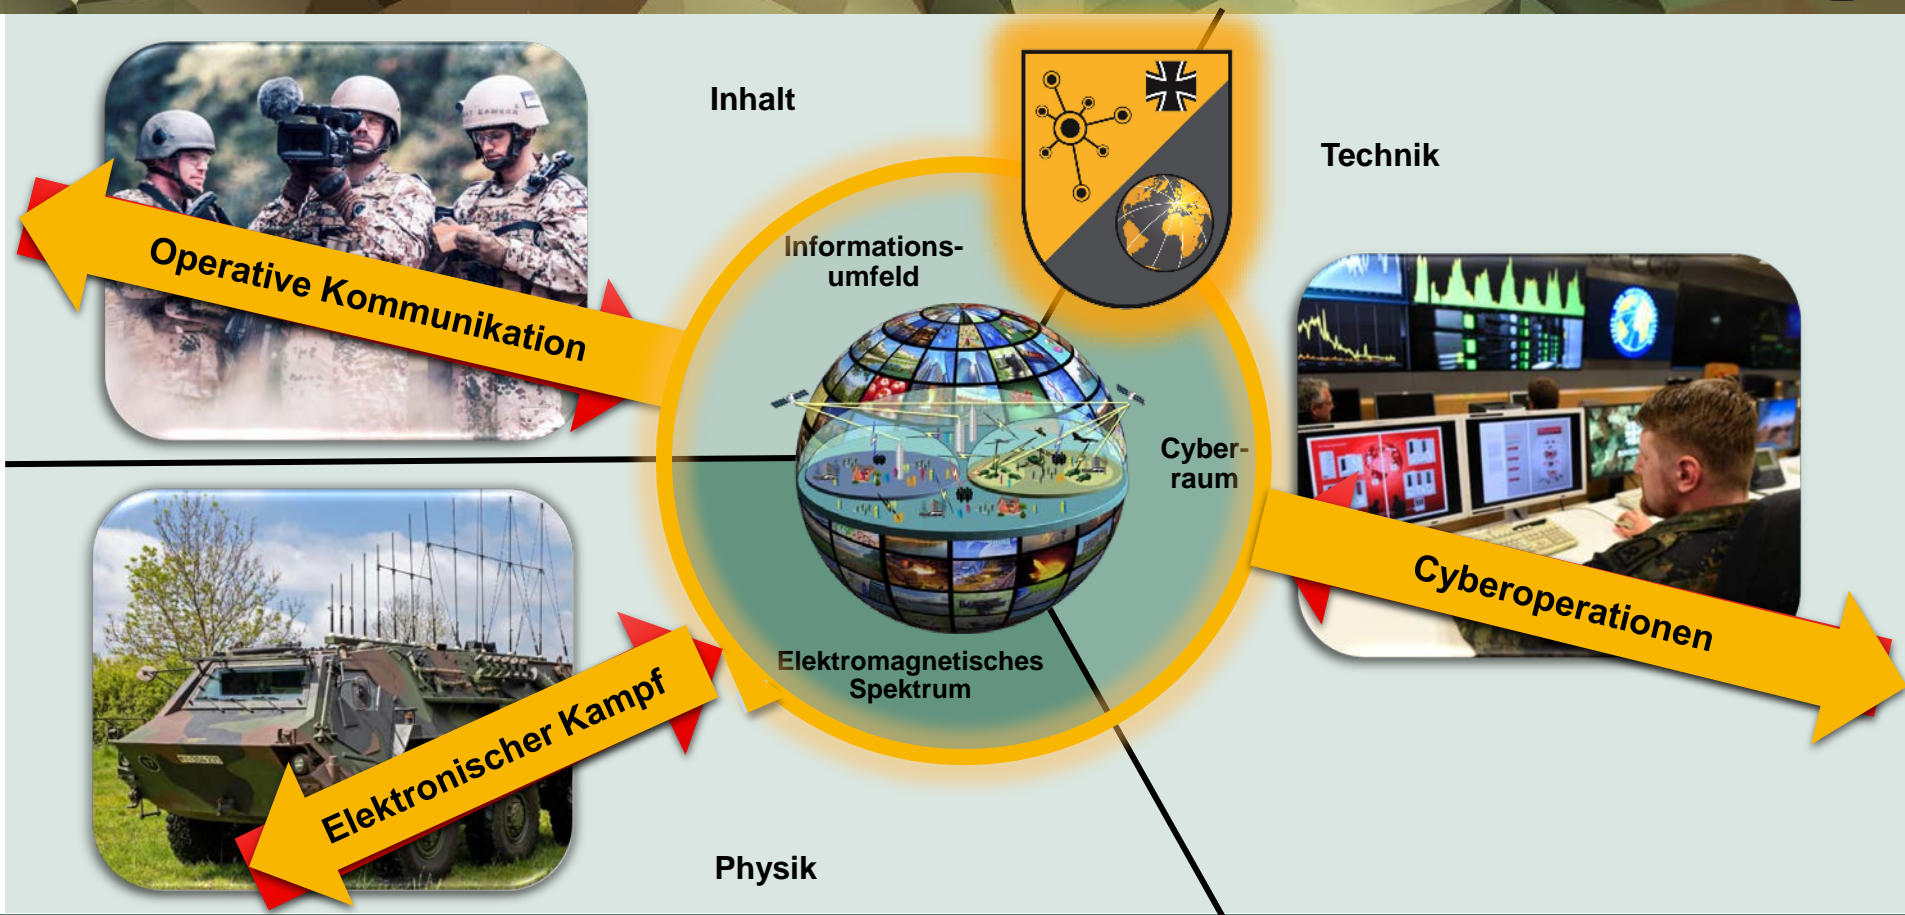 Inhalt
Technik
Informations-
umfeld
Operative Kommunikation
Cyber-
raum
Cyberoperationen
Elektromagnetisches
Spektrum
Elektronischer Kampf
Physik